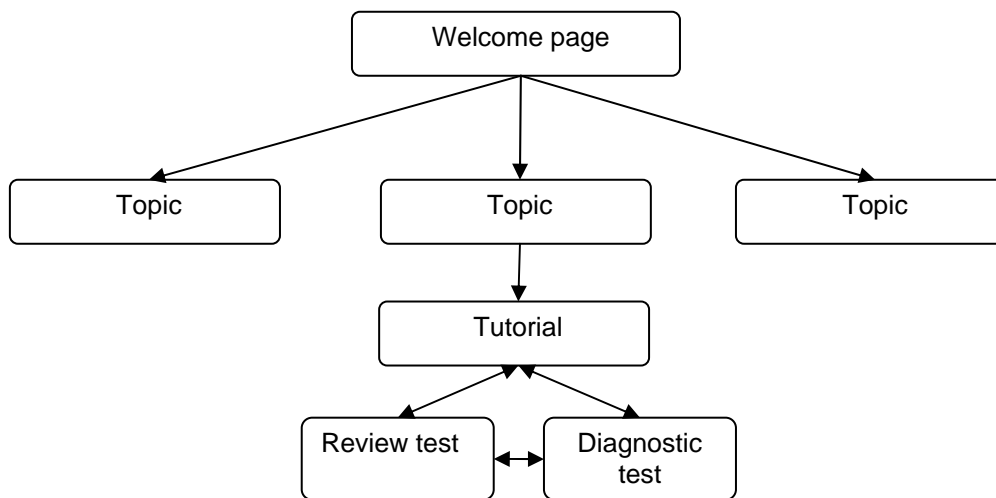 Welcome page
Topic
Topic
Topic
Tutorial
Review test
Diagnostic
test